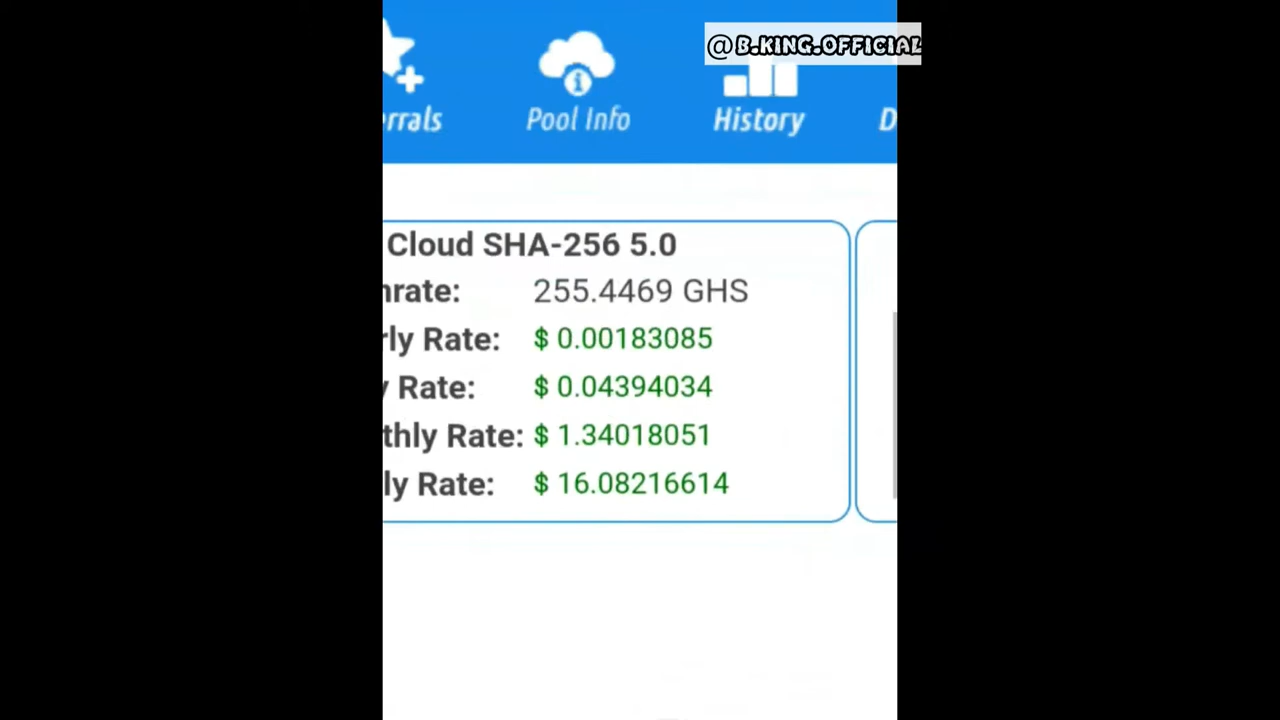 @B.KING.OFFICIAL
rrals Pool Info History D
Cloud SHA-256 5.0
rate: 255.4469 GHS
rly Rate: $ 0.00183085
y Rate: $ 0.04394034
thly Rate: $ 1.34018051
ly Rate: $ 16.08216614